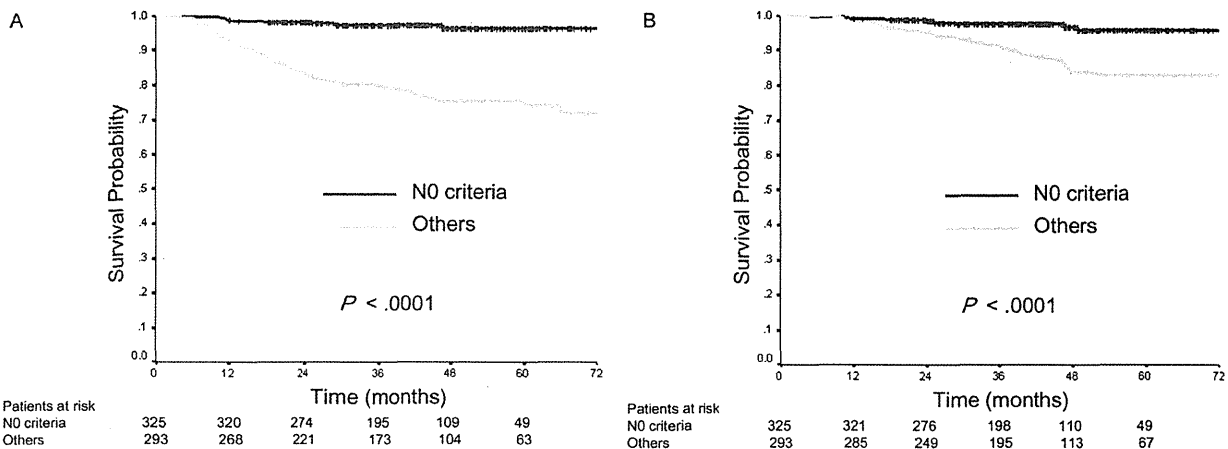 A
Survival Probability
1.0
.9
.8
.7
.6
.5
.4
.3
.2
.1
0.0
N0 criteria
Others
P < .0001
0 12 24 36 48 60 72
Time (months)
Patients at risk
N0 criteria 325 320 274 195 109 49
Others 293 268 221 173 104 63
B
Survival Probability
1.0
.9
.8
.7
.6
.5
.4
.3
.2
.1
0.0
N0 criteria
Others
P < .0001
0 12 24 36 48 60 72
Time (months)
Patients at risk
N0 criteria 325 321 276 198 110 49
Others 293 285 249 195 113 67